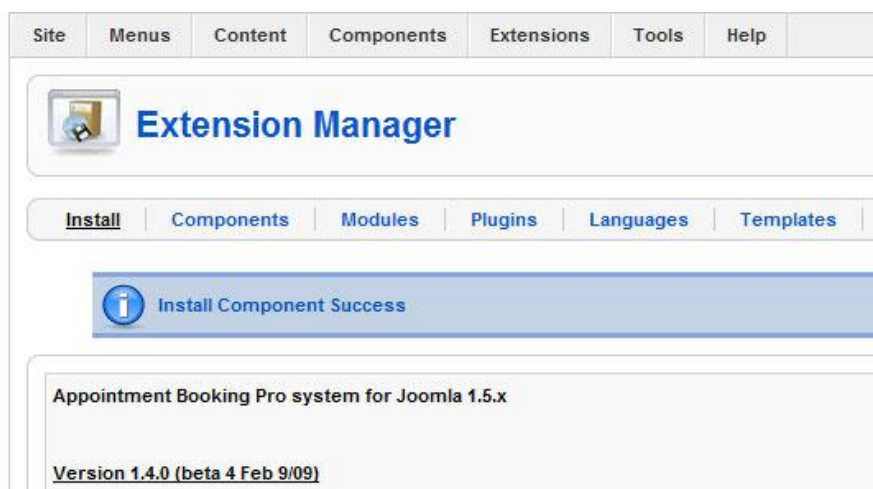 Site Menus Content Components Extensions Tools Help
Extension Manager
Install Components Modules Plugins Languages Templates
Install Component Success
Appointment Booking Pro system for Joomla 1.5.x
Version 1.4.0 (beta 4 Feb 9/09)